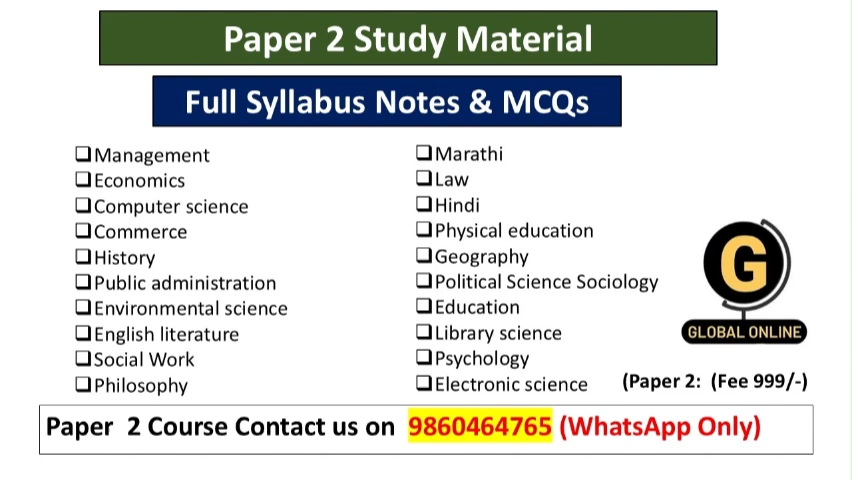 Paper 2 Study Material
Full Syllabus Notes & MCQs
❑Management
❑Economics
❑Computer science
❑Commerce
❑History
❑Public administration
❑Environmental science
❑English literature
❑Social Work
❑Philosophy
❑Marathi
❑Law
❑Hindi
❑Physical education
❑Geography
❑Political Science Sociology
❑Education
❑Library science
❑Psychology
❑Electronic science
G
GLOBAL ONLINE
(Paper 2: (Fee 999/-)
Paper 2 Course Contact us on 9860464765 (WhatsApp Only)